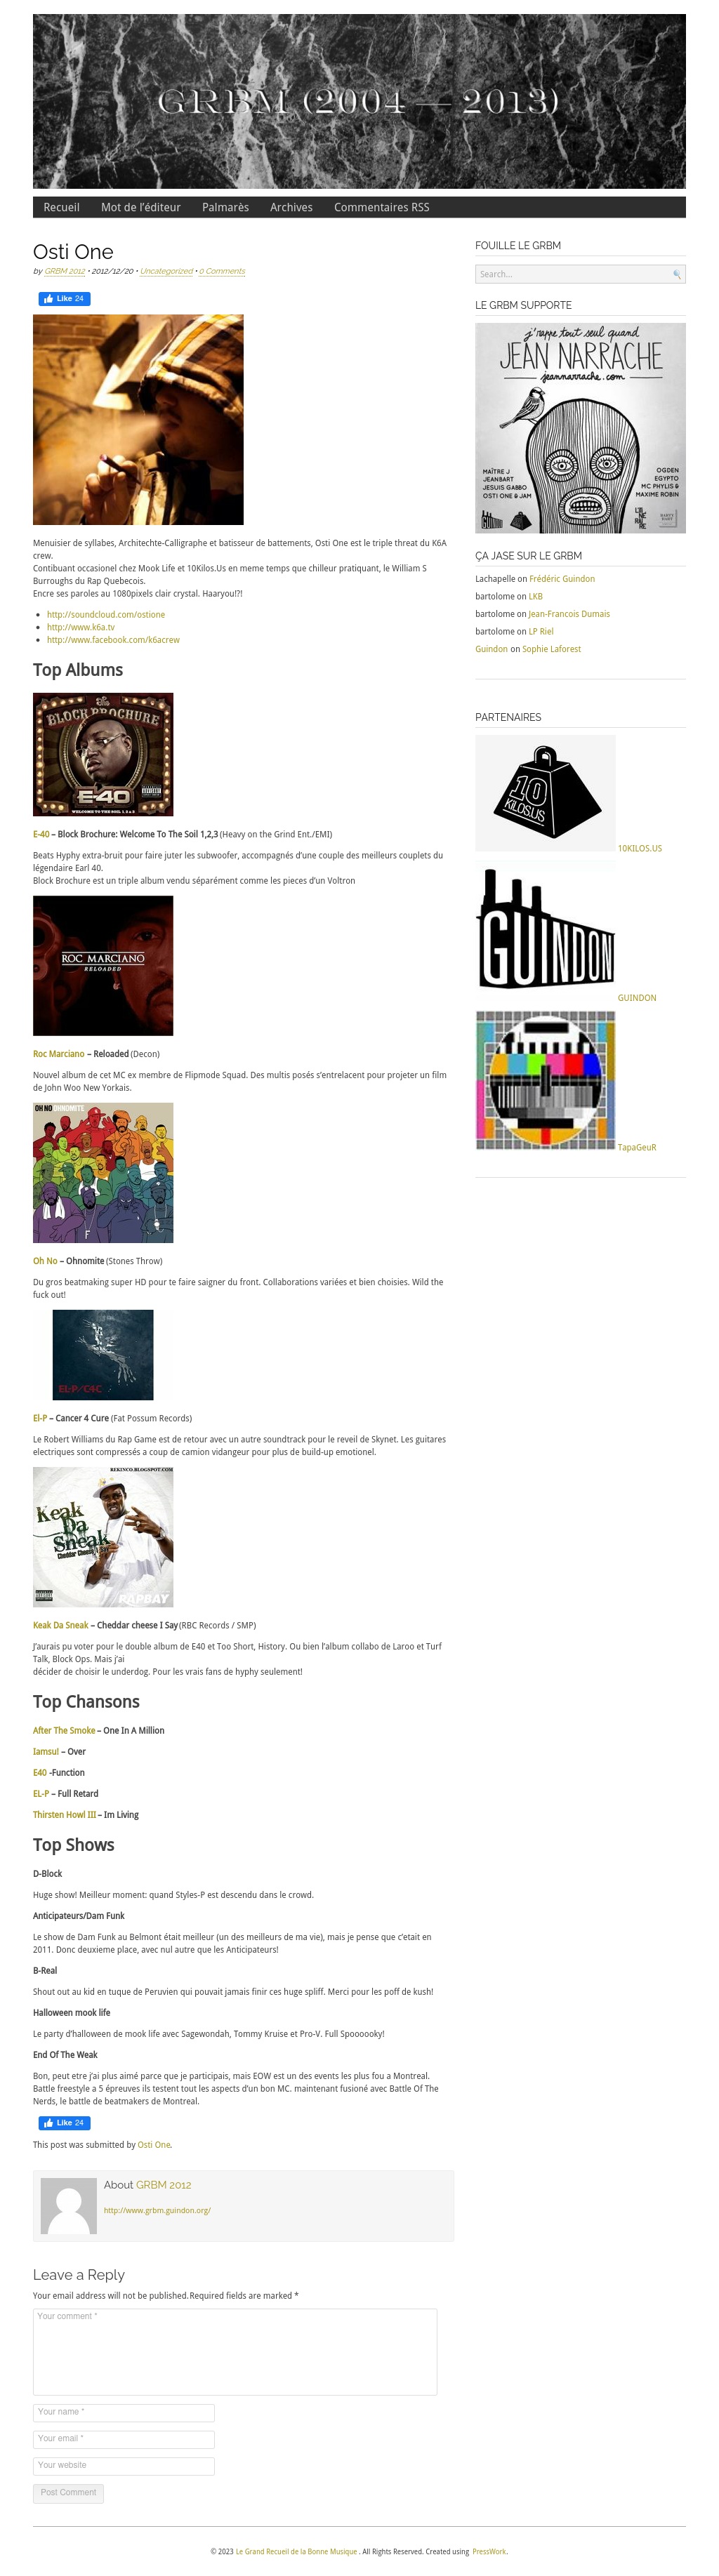 GRBM (2004 — 2013)
Recueil Mot de l'éditeur Palmarès Archives Commentaires RSS
Osti One
by GRBM 2012 • 2012/12/20 • Uncategorized • 0 Comments
Like 24
Menuisier de syllabes, Architechte-Calligraphe et batisseur de battements, Osti One est le triple threat du K6A
crew.
Contibuant occasionel chez Mook Life et 10Kilos.Us en meme temps que chilleur pratiquant, le William S
Burroughs du Rap Quebecois.
Encre ses paroles au 1080pixels clair crystal. Haaryou!?!
http://soundcloud.com/ostione
http://www.k6a.tv
http://www.facebook.com/k6acrew
Top Albums
BLOCK BROCHURE
E-40
WELCOME TO THE SOIL 1, 2 & 3
E-40 – Block Brochure: Welcome To The Soil 1,2,3 (Heavy on the Grind Ent./EMI)
Beats Hyphy extra-bruit pour faire juter les subwoofer, accompagnés d'une couple des meilleurs couplets du
légendaire Earl 40.
Block Brochure est un triple album vendu séparément comme les pieces d'un Voltron
ROC MARCIANO
RELOADED
Roc Marciano – Reloaded (Decon)
Nouvel album de cet MC ex membre de Flipmode Squad. Des multis posés s'entrelacent pour projeter un film
de John Woo New Yorkais.
OH NO OHNOMITE
Oh No – Ohnomite (Stones Throw)
Du gros beatmaking super HD pour te faire saigner du front. Collaborations variées et bien choisies. Wild the
fuck out!
EL-P/C4C
El-P – Cancer 4 Cure (Fat Possum Records)
Le Robert Williams du Rap Game est de retour avec un autre soundtrack pour le reveil de Skynet. Les guitares
electriques sont compressés a coup de camion vidangeur pour plus de build-up emotionel.
REKINCO.BLOGSPOT.COM
Keak Da Sneak
Cheddar Cheese I Say
PAPBAY
Keak Da Sneak – Cheddar cheese I Say (RBC Records / SMP)
J'aurais pu voter pour le double album de E40 et Too Short, History. Ou bien l'album collabo de Laroo et Turf
Talk, Block Ops. Mais j'ai
décider de choisir le underdog. Pour les vrais fans de hyphy seulement!
Top Chansons
After The Smoke – One In A Million
Iamsu! – Over
E40 -Function
EL-P – Full Retard
Thirsten Howl III – Im Living
Top Shows
D-Block
Huge show! Meilleur moment: quand Styles-P est descendu dans le crowd.
Anticipateurs/Dam Funk
Le show de Dam Funk au Belmont était meilleur (un des meilleurs de ma vie), mais je pense que c'etait en
2011. Donc deuxieme place, avec nul autre que les Anticipateurs!
B-Real
Shout out au kid en tuque de Peruvien qui pouvait jamais finir ces huge spliff. Merci pour les poff de kush!
Halloween mook life
Le party d'halloween de mook life avec Sagewondah, Tommy Kruise et Pro-V. Full Spoooooky!
End Of The Weak
Bon, peut etre j'ai plus aimé parce que je participais, mais EOW est un des events les plus fou a Montreal.
Battle freestyle a 5 épreuves ils testent tout les aspects d'un bon MC. maintenant fusioné avec Battle Of The
Nerds, le battle de beatmakers de Montreal.
Like 24
This post was submitted by Osti One.
About GRBM 2012
http://www.grbm.guindon.org/
Leave a Reply
Your email address will not be published.Required fields are marked *
Your comment *
Your name *
Your email *
Your website
Post Comment
FOUILLE LE GRBM
Search...
LE GRBM SUPPORTE
j'rappe tout seul quand
JEAN NARRACHE
jeannarrache.com
MAÎTRE J
JEANBART
JESUIS GABBO
OSTI ONE & JAM
OGDEN
EGYPTO
MC PHYLIS &
MAXIME ROBIN
ÇA JASE SUR LE GRBM
Lachapelle on Frédéric Guindon
bartolome on LKB
bartolome on Jean-Francois Dumais
bartolome on LP Riel
Guindon on Sophie Laforest
PARTENAIRES
10
KILOS.US
10KILOS.US
GUINDON
GUINDON
TapaGeuR
© 2023 Le Grand Recueil de la Bonne Musique . All Rights Reserved. Created using PressWork.